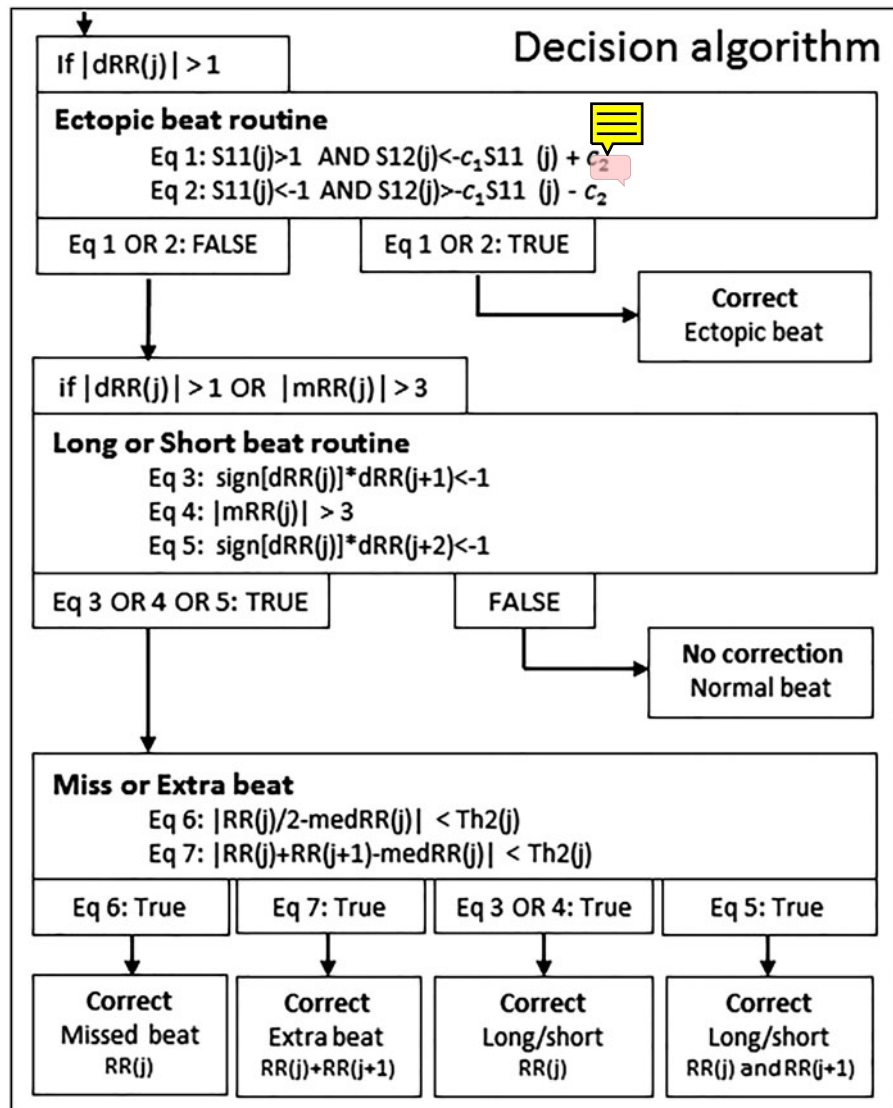 Decision algorithm
If |dRR(j)| > 1
Ectopic beat routine
Eq 1: S11(j)>1 AND S12(j)<-c₁S11 (j) + c₂
Eq 2: S11(j)<-1 AND S12(j)>-c₁S11 (j) - c₂
Eq 1 OR 2: FALSE
Eq 1 OR 2: TRUE
Correct
Ectopic beat
if |dRR(j)| > 1 OR |mRR(j)| > 3
Long or Short beat routine
Eq 3: sign[dRR(j)]*dRR(j+1)<-1
Eq 4: |mRR(j)| > 3
Eq 5: sign[dRR(j)]*dRR(j+2)<-1
Eq 3 OR 4 OR 5: TRUE
FALSE
No correction
Normal beat
Miss or Extra beat
Eq 6: |RR(j)/2-medRR(j)| < Th2(j)
Eq 7: |RR(j)+RR(j+1)-medRR(j)| < Th2(j)
Eq 6: True
Eq 7: True
Eq 3 OR 4: True
Eq 5: True
Correct
Missed beat
RR(j)
Correct
Extra beat
RR(j)+RR(j+1)
Correct
Long/short
RR(j)
Correct
Long/short
RR(j) and RR(j+1)